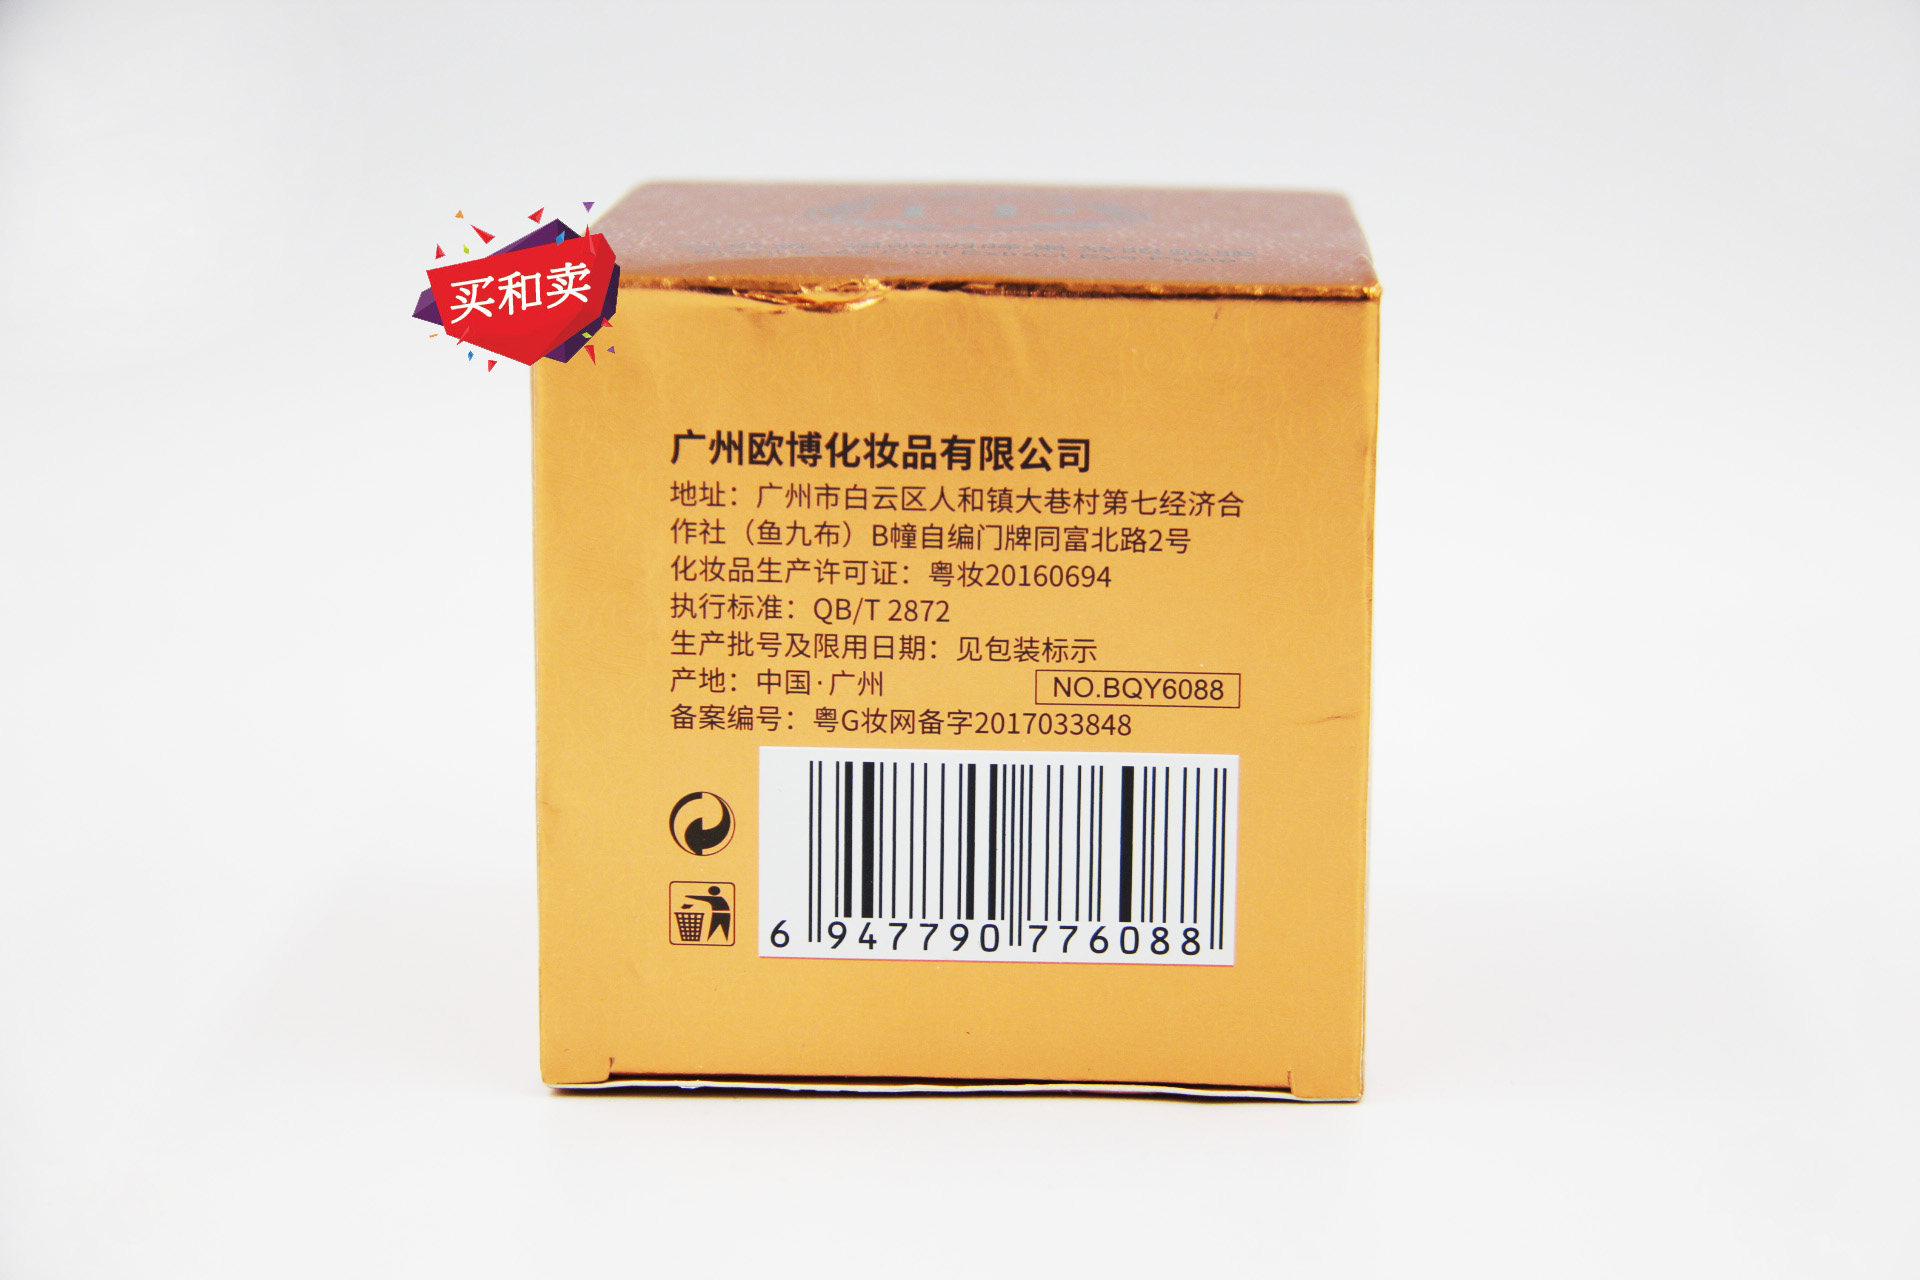 买和卖
广州欧博化妆品有限公司
地址：广州市白云区人和镇大巷村第七经济合
作社（鱼九布）B幢自编门牌同富北路2号
化妆品生产许可证：粤妆20160694
执行标准：QB/T 2872
生产批号及限用日期：见包装标示
产地：中国·广州 NO.BQY6088
备案编号：粤G妆网备字2017033848
6 947790 776088